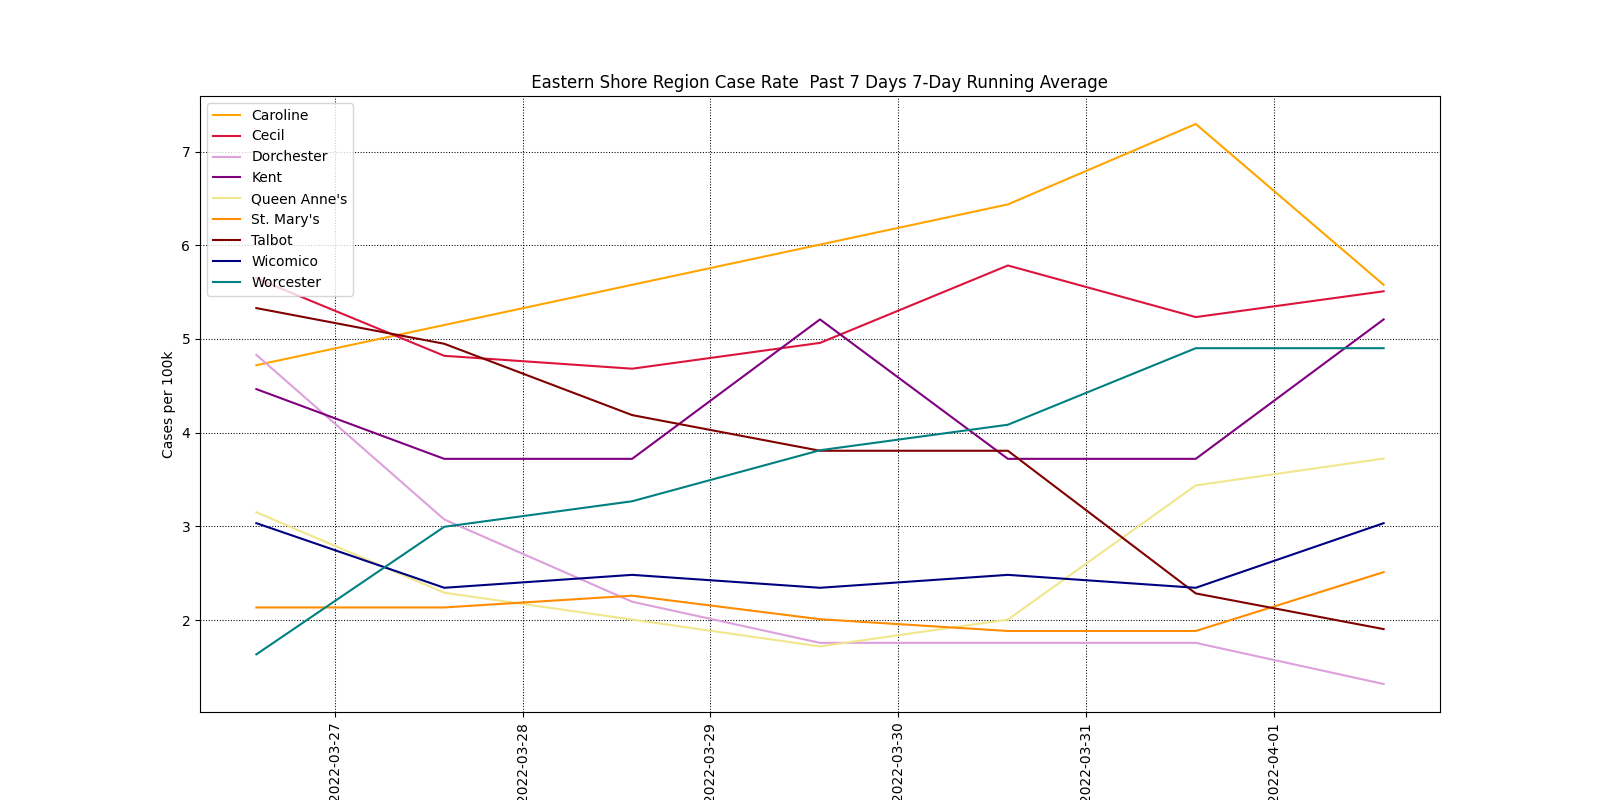 Eastern Shore Region Case Rate  Past 7 Days 7-Day Running Average
Caroline
Cecil
Dorchester
Kent
Queen Anne's
St. Mary's
Talbot
Wicomico
Worcester
7
6
5
4
3
2
Cases per 100k
2022-03-27
2022-03-28
2022-03-29
2022-03-30
2022-03-31
2022-04-01